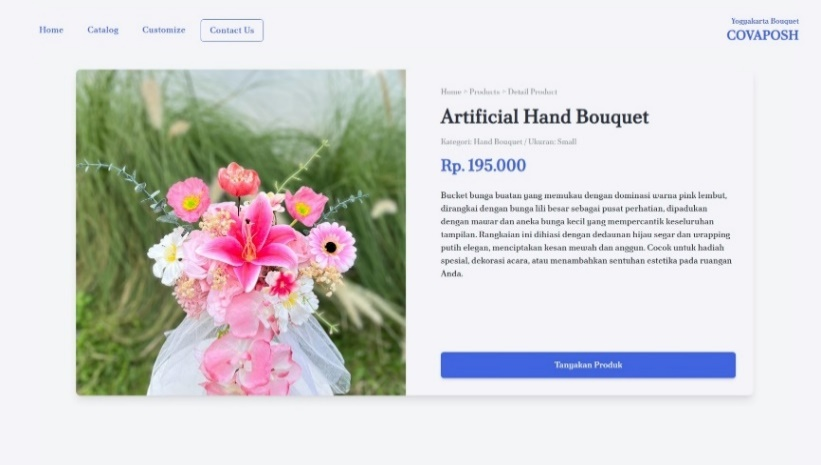 Home
Catalog
Customize
Contact Us
Yogyakarta Bouquet
COVAPOSH
Home > Products > Detail Product
Artificial Hand Bouquet
Kategori: Hand Bouquet / Ukuran: Small
Rp. 195.000
Bucket bunga buatan yang memukau dengan dominasi warna pink lembut,
dirangkai dengan bunga lili besar sebagai pusat perhatian, dipadukan
dengan mawar dan aneka bunga kecil yang mempercantik keseluruhan
tampilan. Rangkaian ini dihiasi dengan dedaunan hijau segar dan wrapping
putih elegan, menciptakan kesan mewah dan anggun. Cocok untuk hadiah
spesial, dekorasi acara, atau menambahkan sentuhan estetika pada ruangan
Anda.
Tanyakan Produk